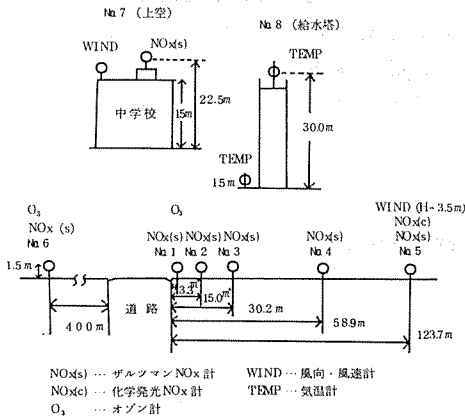 No.7 (上空)
No.8 (給水塔)
WIND
NOx(s)
TEMP
中学校
15m
22.5m
30.0m
TEMP
1.5m
O₃
NOx (s)
No.6
O₃
WIND (H=3.5m)
NOx(c)
NOx(s)
No.5
NOx(s)
No.1
NOx(s)
No.2
NOx(s)
No.3
NOx(s)
No.4
1.5m
400m
道路
3.3m
15.0m
30.2m
58.9m
123.7m
NOx(s) … ザルツマンNOx計
WIND … 風向・風速計
NOx(c) … 化学発光NOx計
TEMP … 気温計
O₃ … オゾン計